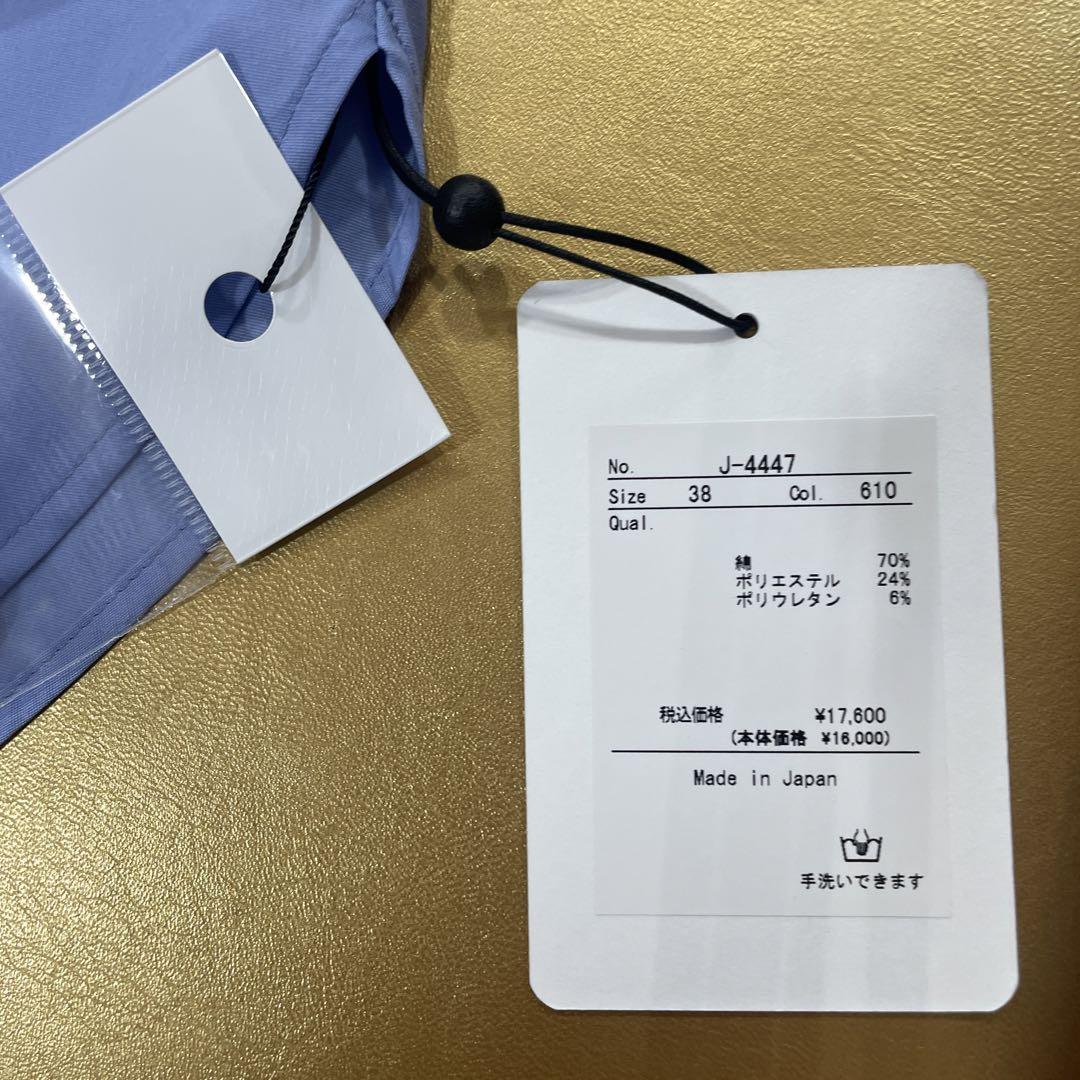 No. J-4447
Size 38 Col. 610
Qual.
綿 70%
ポリエステル 24%
ポリウレタン 6%
税込価格 ¥17,600
(本体価格 ¥16,000)
Made in Japan
手洗いできます